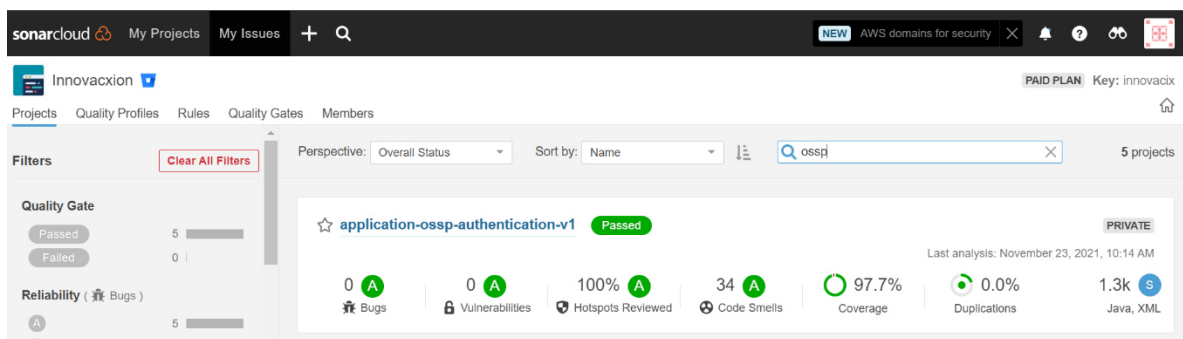 sonarcloud My Projects My Issues NEW AWS domains for security
Innovacxion PAID PLAN Key: innovacix
Projects Quality Profiles Rules Quality Gates Members
Filters Clear All Filters Perspective: Overall Status Sort by: Name ossp 5 projects
Quality Gate
Passed 5
Failed 0
Reliability ( Bugs )
A 5
application-ossp-authentication-v1 Passed PRIVATE
Last analysis: November 23, 2021, 10:14 AM
0 A 0 A 100% A 34 A 97.7% 0.0% 1.3k S
Bugs Vulnerabilities Hotspots Reviewed Code Smells Coverage Duplications Java, XML